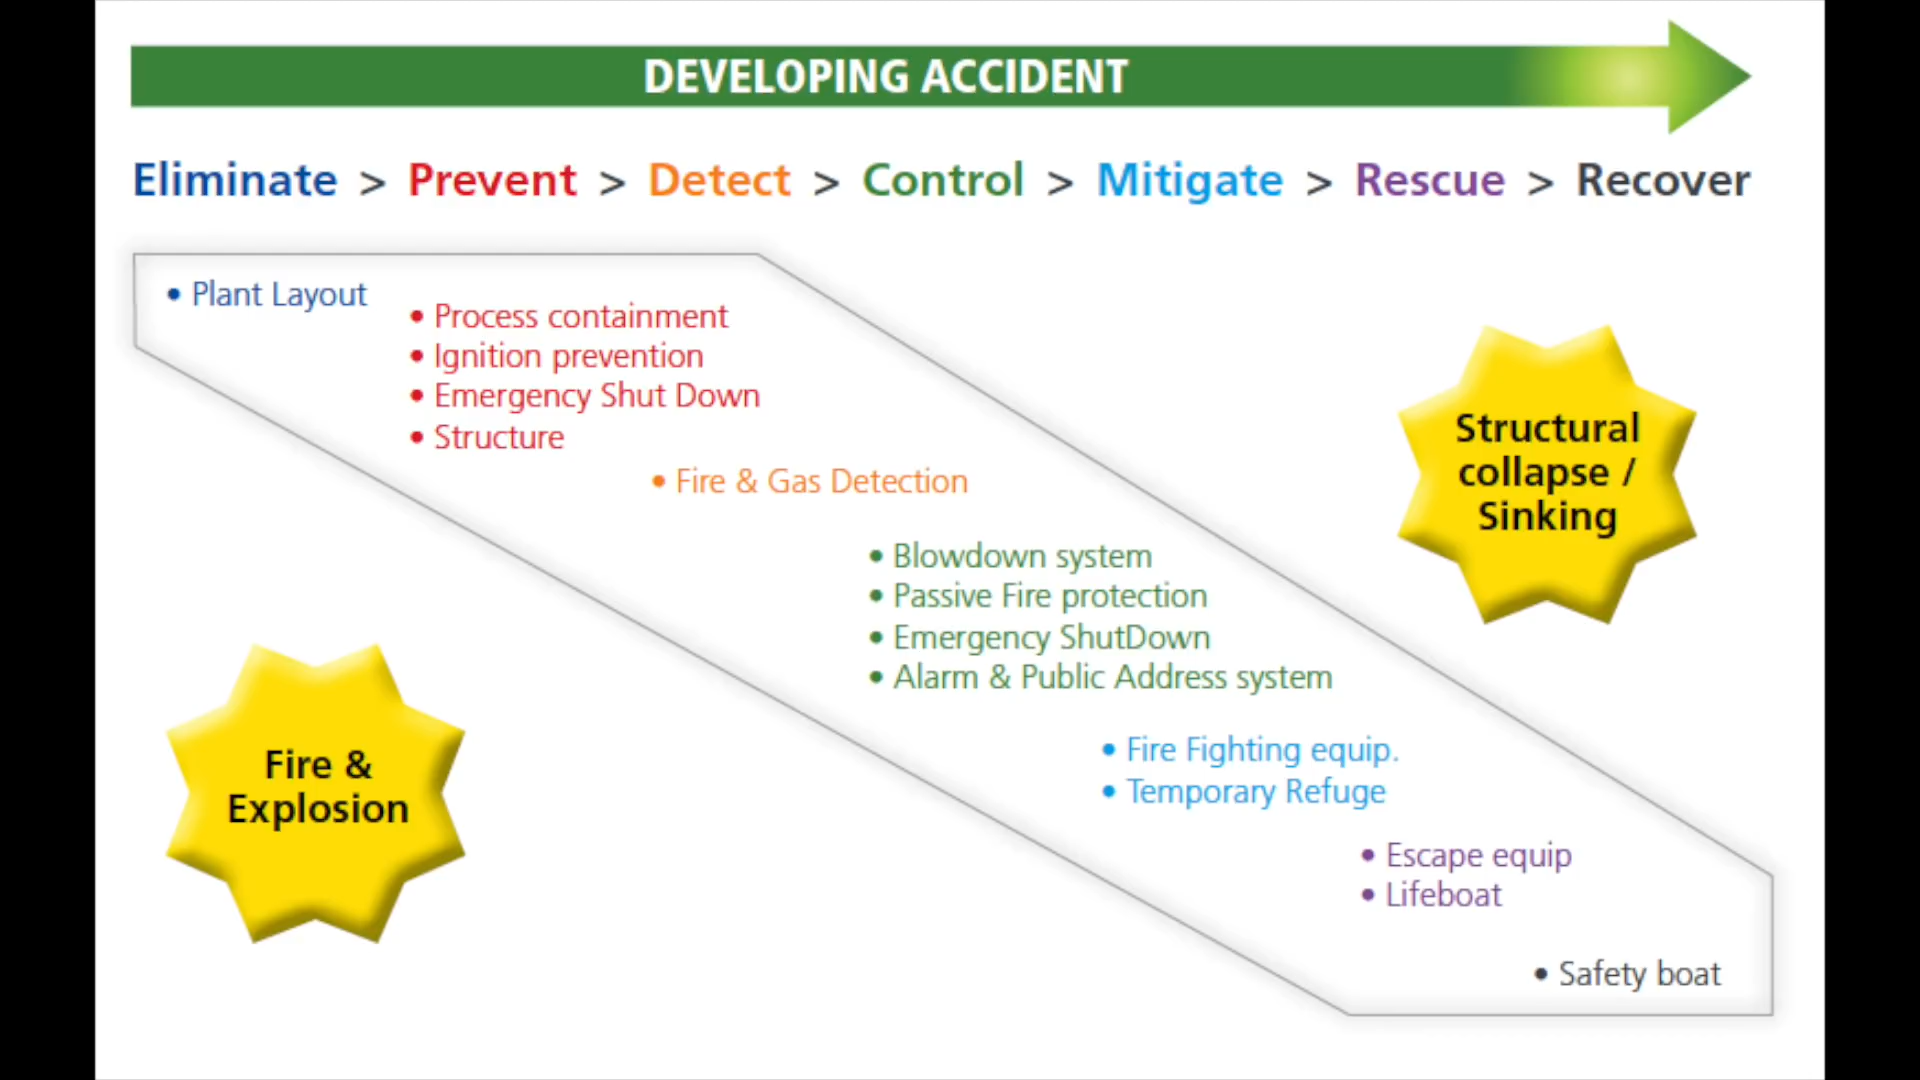 DEVELOPING ACCIDENT
Eliminate > Prevent > Detect > Control > Mitigate > Rescue > Recover
• Plant Layout
• Process containment
• Ignition prevention
• Emergency Shut Down
• Structure
• Fire & Gas Detection
• Blowdown system
• Passive Fire protection
• Emergency ShutDown
• Alarm & Public Address system
• Fire Fighting equip.
• Temporary Refuge
• Escape equip
• Lifeboat
• Safety boat
Structural
collapse /
Sinking
Fire &
Explosion